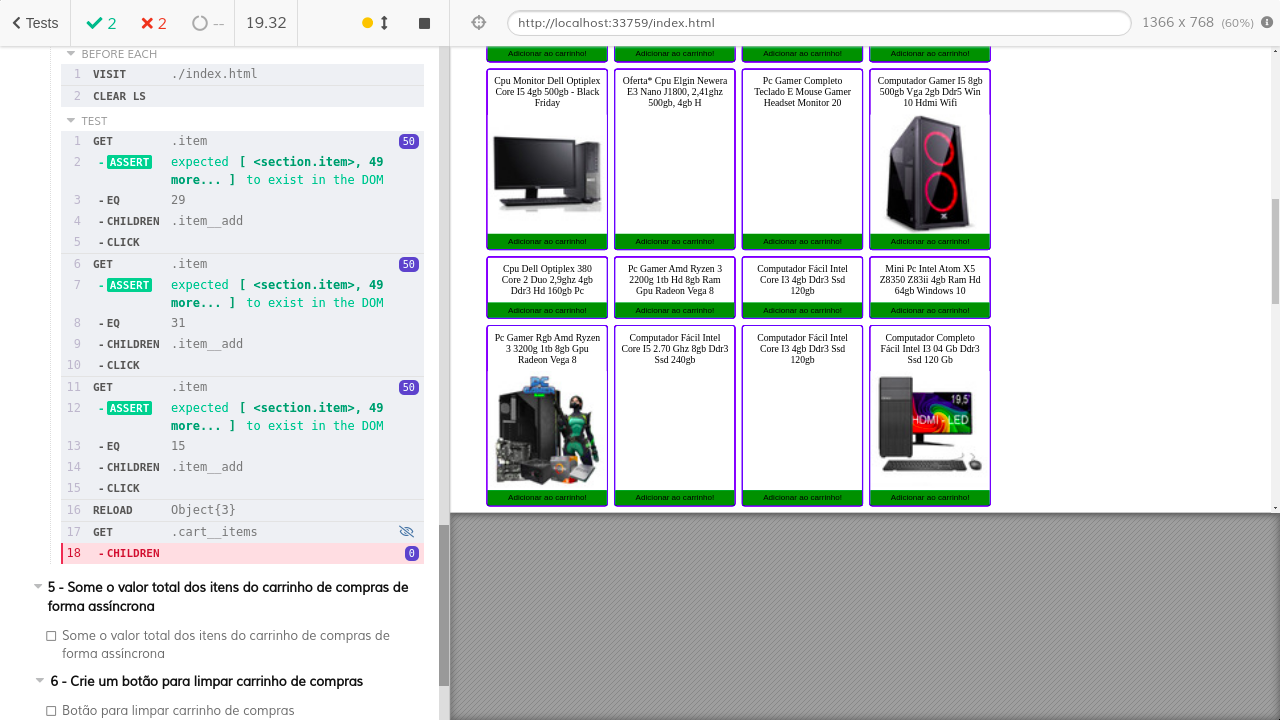 Tests
2
2
--
19.32
http://localhost:33759/index.html
1366 x 768 (60%)
BEFORE EACH
1 VISIT ./index.html
2 CLEAR LS
TEST
1 GET .item 50
2 - ASSERT expected [ <section.item>, 49
more... ] to exist in the DOM
3 - EQ 29
4 - CHILDREN .item__add
5 - CLICK
6 GET .item 50
7 - ASSERT expected [ <section.item>, 49
more... ] to exist in the DOM
8 - EQ 31
9 - CHILDREN .item__add
10 - CLICK
11 GET .item 50
12 - ASSERT expected [ <section.item>, 49
more... ] to exist in the DOM
13 - EQ 15
14 - CHILDREN .item__add
15 - CLICK
16 RELOAD Object{3}
17 GET .cart__items
18 - CHILDREN 0
5 - Some o valor total dos itens do carrinho de compras de
forma assíncrona
Some o valor total dos itens do carrinho de compras de
forma assíncrona
6 - Crie um botão para limpar carrinho de compras
Botão para limpar carrinho de compras
Adicionar ao carrinho!
Adicionar ao carrinho!
Adicionar ao carrinho!
Adicionar ao carrinho!
Cpu Monitor Dell Optiplex
Core I5 4gb 500gb - Black
Friday
Adicionar ao carrinho!
Oferta* Cpu Elgin Newera
E3 Nano J1800, 2,41ghz
500gb, 4gb H
Adicionar ao carrinho!
Pc Gamer Completo
Teclado E Mouse Gamer
Headset Monitor 20
Adicionar ao carrinho!
Computador Gamer I5 8gb
500gb Vga 2gb Ddr5 Win
10 Hdmi Wifi
Adicionar ao carrinho!
Cpu Dell Optiplex 380
Core 2 Duo 2,9ghz 4gb
Ddr3 Hd 160gb Pc
Adicionar ao carrinho!
Pc Gamer Amd Ryzen 3
2200g 1tb Hd 8gb Ram
Gpu Radeon Vega 8
Adicionar ao carrinho!
Computador Fácil Intel
Core I3 4gb Ddr3 Ssd
120gb
Adicionar ao carrinho!
Mini Pc Intel Atom X5
Z8350 Z83ii 4gb Ram Hd
64gb Windows 10
Adicionar ao carrinho!
Pc Gamer Rgb Amd Ryzen
3 3200g 1tb 8gb Gpu
Radeon Vega 8
Adicionar ao carrinho!
Computador Fácil Intel
Core I5 2.70 Ghz 8gb Ddr3
Ssd 240gb
Adicionar ao carrinho!
Computador Fácil Intel
Core I3 4gb Ddr3 Ssd
120gb
Adicionar ao carrinho!
Computador Completo
Fácil Intel I3 04 Gb Ddr3
Ssd 120 Gb
19,5'
HDMI - LED
Adicionar ao carrinho!